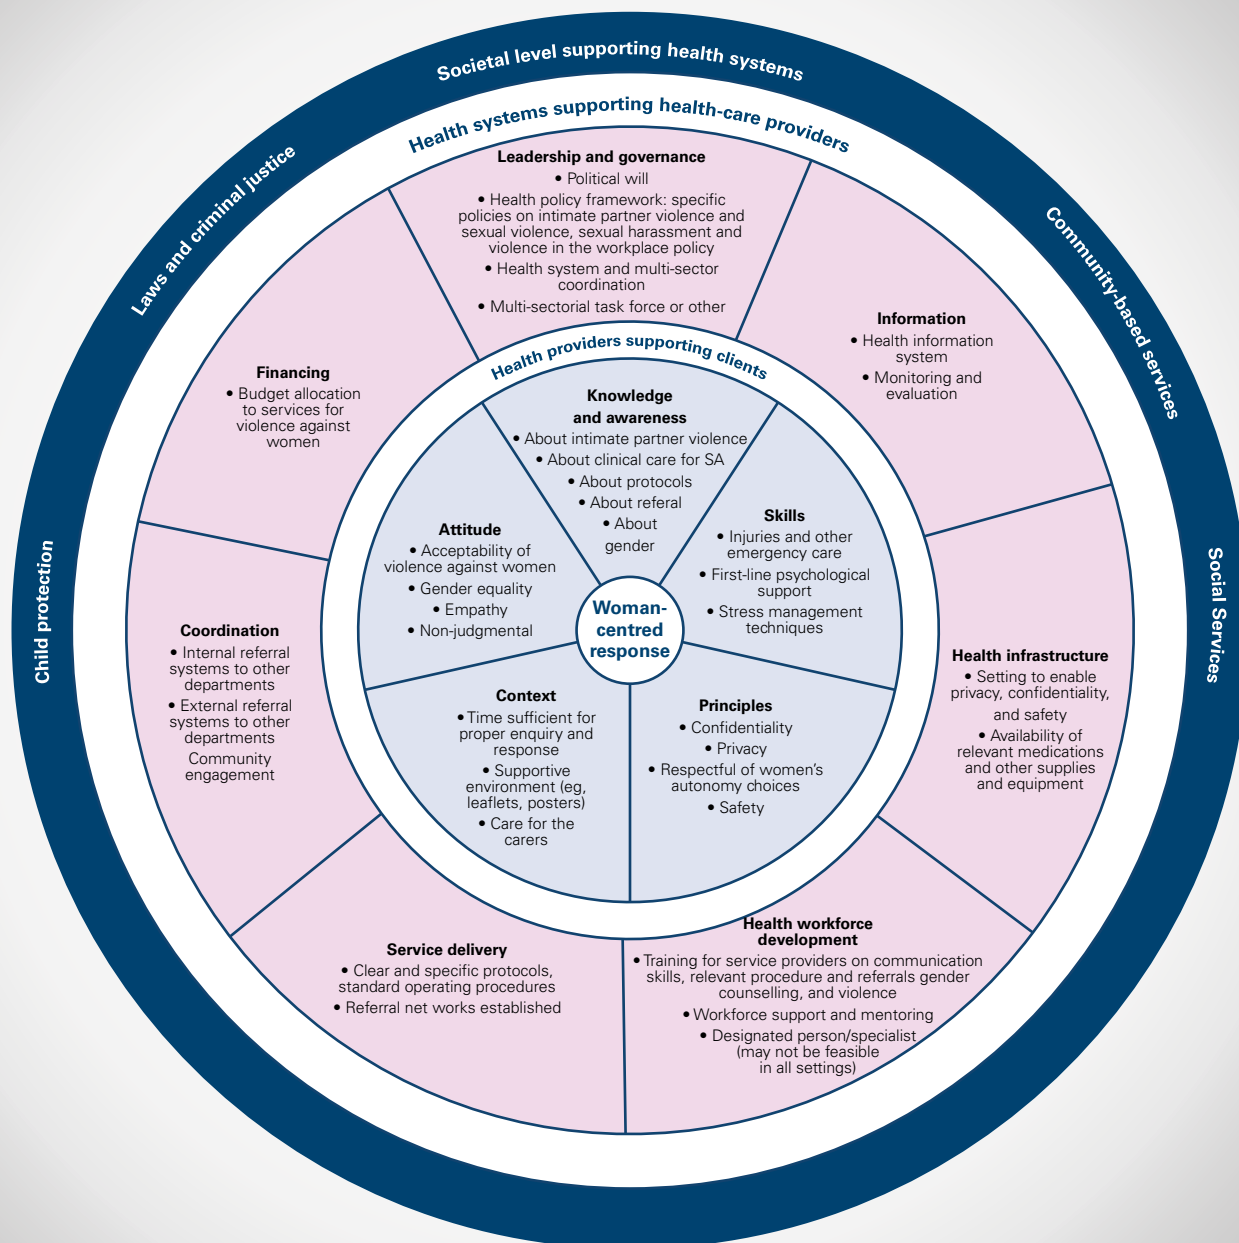 Societal level supporting health systems
Laws and criminal justice
Community-based services
Child protection
Social Services
Health systems supporting health-care providers
Leadership and governance
• Political will
• Health policy framework: specific
policies on intimate partner violence and
sexual violence, sexual harassment and
violence in the workplace policy
• Health system and multi-sector
coordination
• Multi-sectorial task force or other
Information
• Health information
system
• Monitoring and
evaluation
Health infrastructure
• Setting to enable
privacy, confidentiality,
and safety
• Availability of
relevant medications
and other supplies
and equipment
Health workforce
development
• Training for service providers on communication
skills, relevant procedure and referrals gender
counselling, and violence
• Workforce support and mentoring
• Designated person/specialist
(may not be feasible
in all settings)
Service delivery
• Clear and specific protocols,
standard operating procedures
• Referral net works established
Coordination
• Internal referral
systems to other
departments
• External referral
systems to other
departments
Community
engagement
Financing
• Budget allocation
to services for
violence against
women
Health providers supporting clients
Knowledge
and awareness
• About intimate partner violence
• About clinical care for SA
• About protocols
• About referral
• About
gender
Skills
• Injuries and other
emergency care
• First-line psychological
support
• Stress management
techniques
Principles
• Confidentiality
• Privacy
• Respectful of women's
autonomy choices
• Safety
Context
• Time sufficient for
proper enquiry and
response
• Supportive
environment (eg,
leaflets, posters)
• Care for the
carers
Attitude
• Acceptability of
violence against women
• Gender equality
• Empathy
• Non-judgmental
Woman-
centred
response